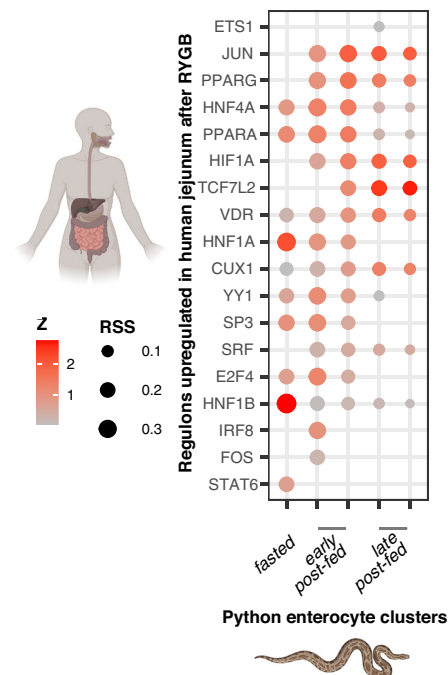 Regulons upregulated in human jejunum after RYGB
ETS1
JUN
PPARG
HNF4A
PPARA
HIF1A
TCF7L2
VDR
HNF1A
CUX1
YY1
SP3
SRF
E2F4
HNF1B
IRF8
FOS
STAT6
Z
2
1
RSS
0.1
0.2
0.3
fasted
early
post-fed
late
post-fed
Python enterocyte clusters